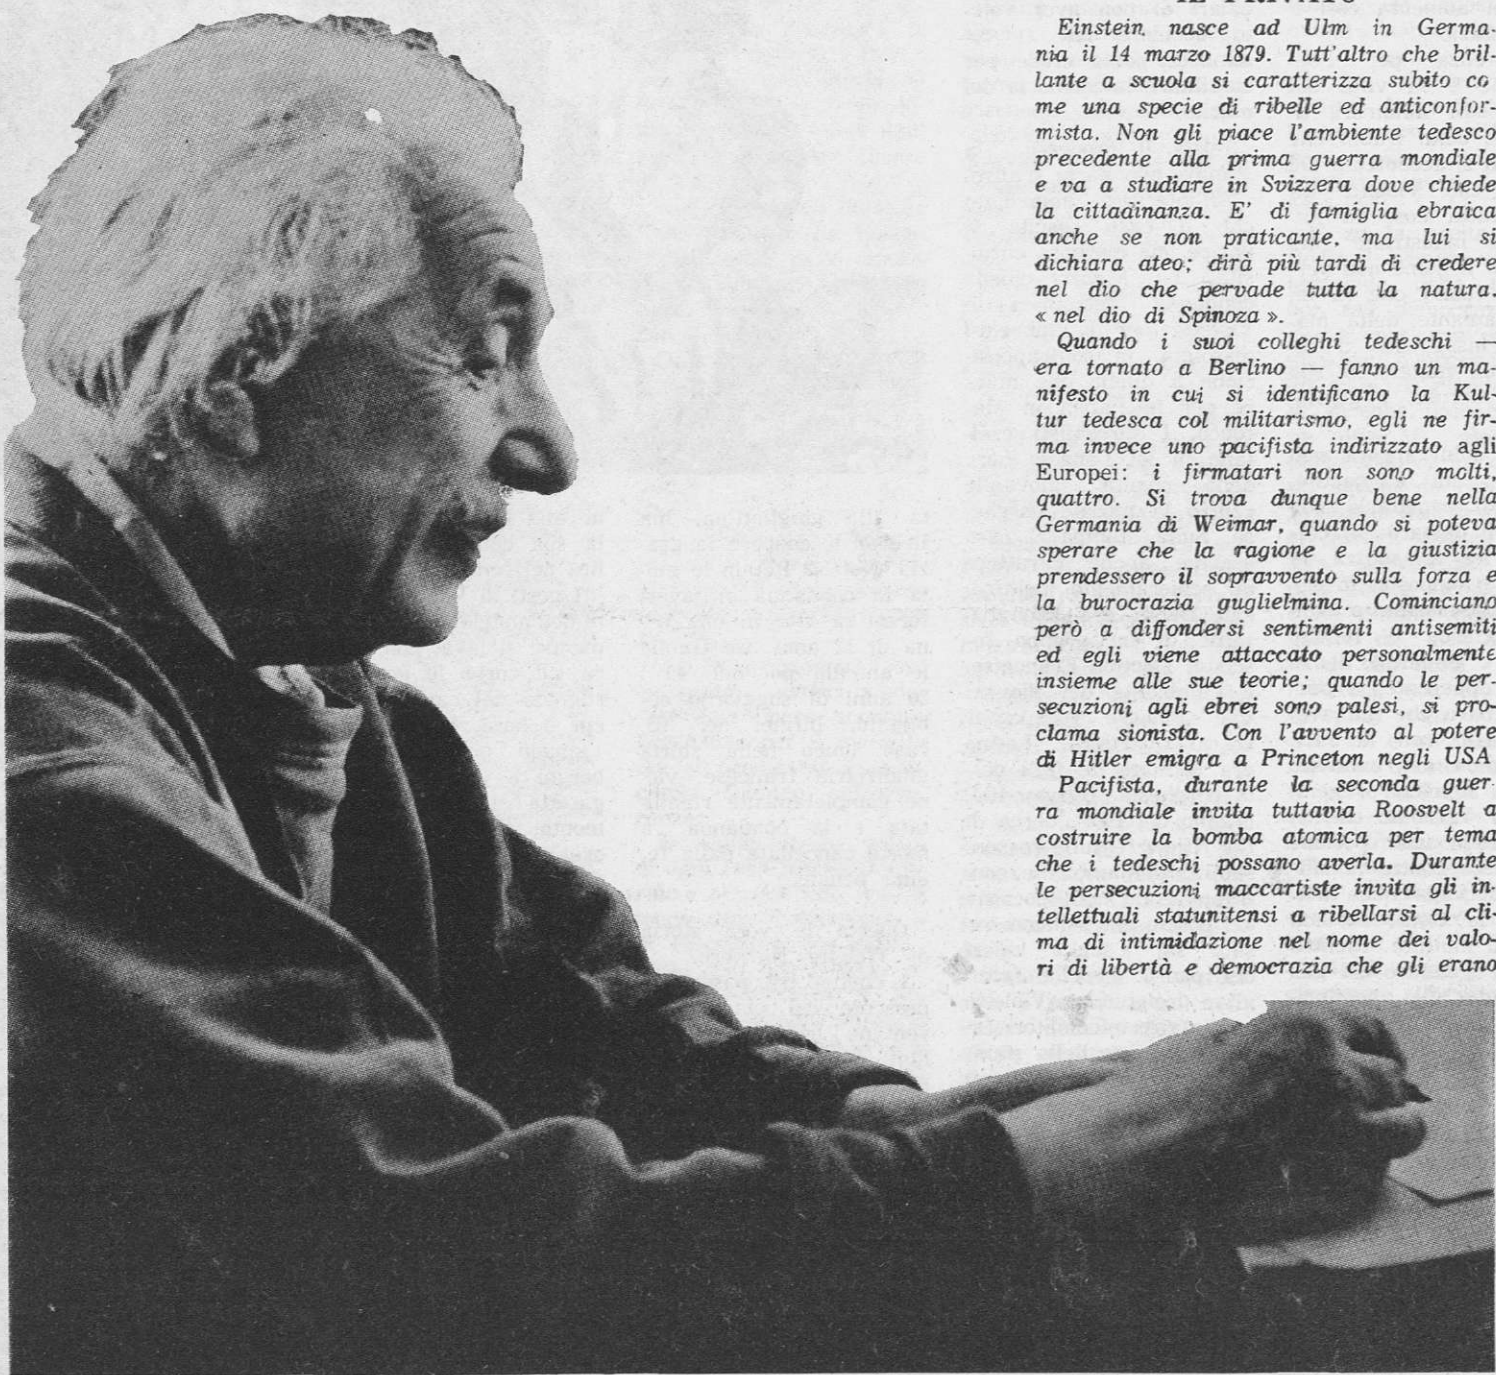 Einstein nasce ad Ulm in Germa-
nia il 14 marzo 1879. Tutt'altro che bril-
lante a scuola si caratterizza subito co
me una specie di ribelle ed anticonfor-
mista. Non gli piace l'ambiente tedesco
precedente alla prima guerra mondiale
e va a studiare in Svizzera dove chiede
la cittadinanza. E' di famiglia ebraica
anche se non praticante, ma lui si
dichiara ateo; dirà più tardi di credere
nel dio che pervade tutta la natura.
« nel dio di Spinoza ».
Quando i suoi colleghi tedeschi —
era tornato a Berlino — fanno un ma-
nifesto in cui si identificano la Kul-
tur tedesca col militarismo, egli ne fir-
ma invece uno pacifista indirizzato agli
Europei: i firmatari non sono molti,
quattro. Si trova dunque bene nella
Germania di Weimar, quando si poteva
sperare che la ragione e la giustizia
prendessero il sopravvento sulla forza e
la burocrazia guglielmina. Cominciano
però a diffondersi sentimenti antisemiti
ed egli viene attaccato personalmente
insieme alle sue teorie; quando le per-
secuzioni agli ebrei sono palesi, si pro-
clama sionista. Con l'avvento al potere
di Hitler emigra a Princeton negli USA
Pacifista, durante la seconda guer-
ra mondiale invita tuttavia Roosvelt a
costruire la bomba atomica per tema
che i tedeschi possano averla. Durante
le persecuzioni maccartiste invita gli in-
tellettuali statunitensi a ribellarsi al cli-
ma di intimidazione nel nome dei valo-
ri di libertà e democrazia che gli erano